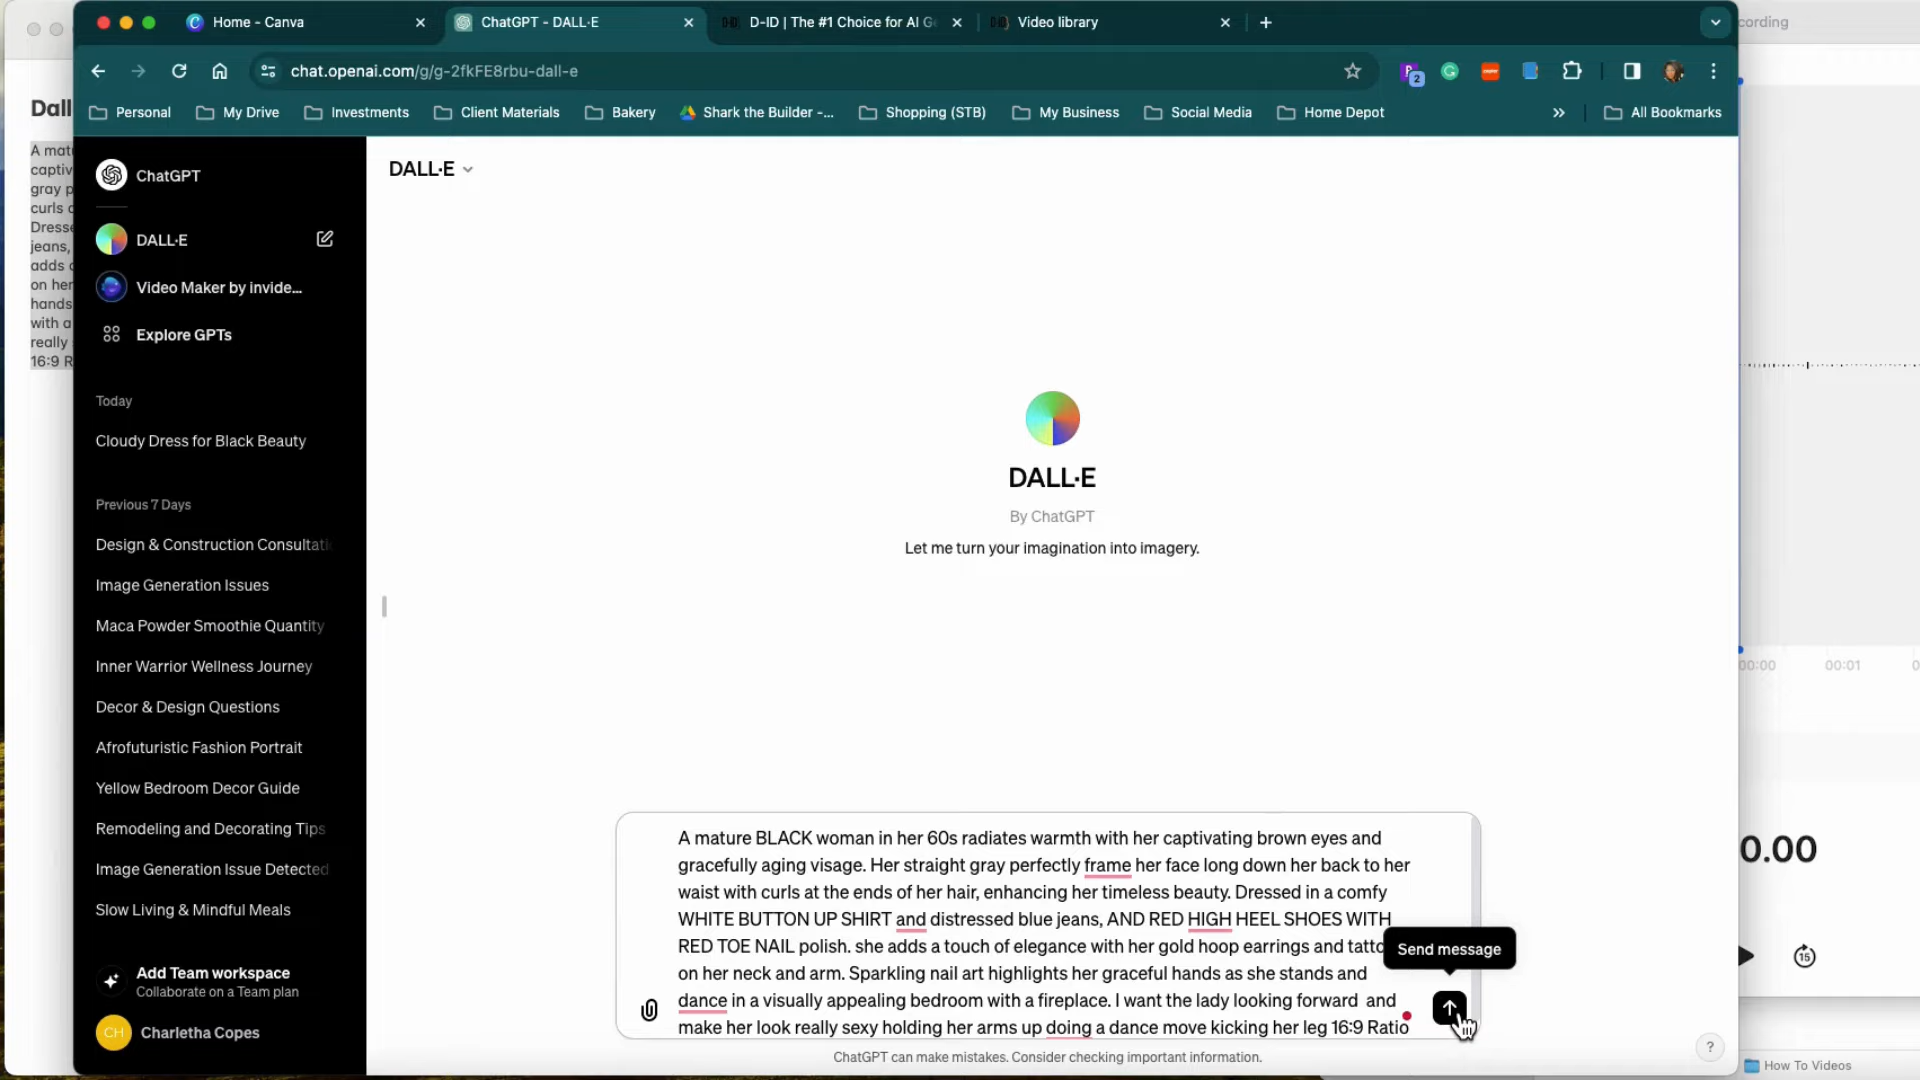 Home - Canva
ChatGPT - DALL·E
D-ID | The #1 Choice for AI G
Video library
cording
chat.openai.com/g/g-2fkFE8rbu-dall-e
2
Personal
My Drive
Investments
Client Materials
Bakery
Shark the Builder -...
Shopping (STB)
My Business
Social Media
Home Depot
All Bookmarks
Dall
A matu
captiv
gray p
curls
Dresse
jeans,
adds
on her
hands
with a
really
16:9 R
ChatGPT
DALL·E
Video Maker by invide...
Explore GPTs
Today
Cloudy Dress for Black Beauty
Previous 7 Days
Design & Construction Consultati
Image Generation Issues
Maca Powder Smoothie Quantity
Inner Warrior Wellness Journey
Decor & Design Questions
Afrofuturistic Fashion Portrait
Yellow Bedroom Decor Guide
Remodeling and Decorating Tips
Image Generation Issue Detected
Slow Living & Mindful Meals
Add Team workspace
Collaborate on a Team plan
CH
Charletha Copes
DALL·E
DALL·E
By ChatGPT
Let me turn your imagination into imagery.
A mature BLACK woman in her 60s radiates warmth with her captivating brown eyes and
gracefully aging visage. Her straight gray perfectly frame her face long down her back to her
waist with curls at the ends of her hair, enhancing her timeless beauty. Dressed in a comfy
WHITE BUTTON UP SHIRT and distressed blue jeans, AND RED HIGH HEEL SHOES WITH
RED TOE NAIL polish. she adds a touch of elegance with her gold hoop earrings and tatto
on her neck and arm. Sparkling nail art highlights her graceful hands as she stands and
dance in a visually appealing bedroom with a fireplace. I want the lady looking forward and
make her look really sexy holding her arms up doing a dance move kicking her leg 16:9 Ratio
Send message
ChatGPT can make mistakes. Consider checking important information.
?
00:00
00:01
0.00
15
How To Videos